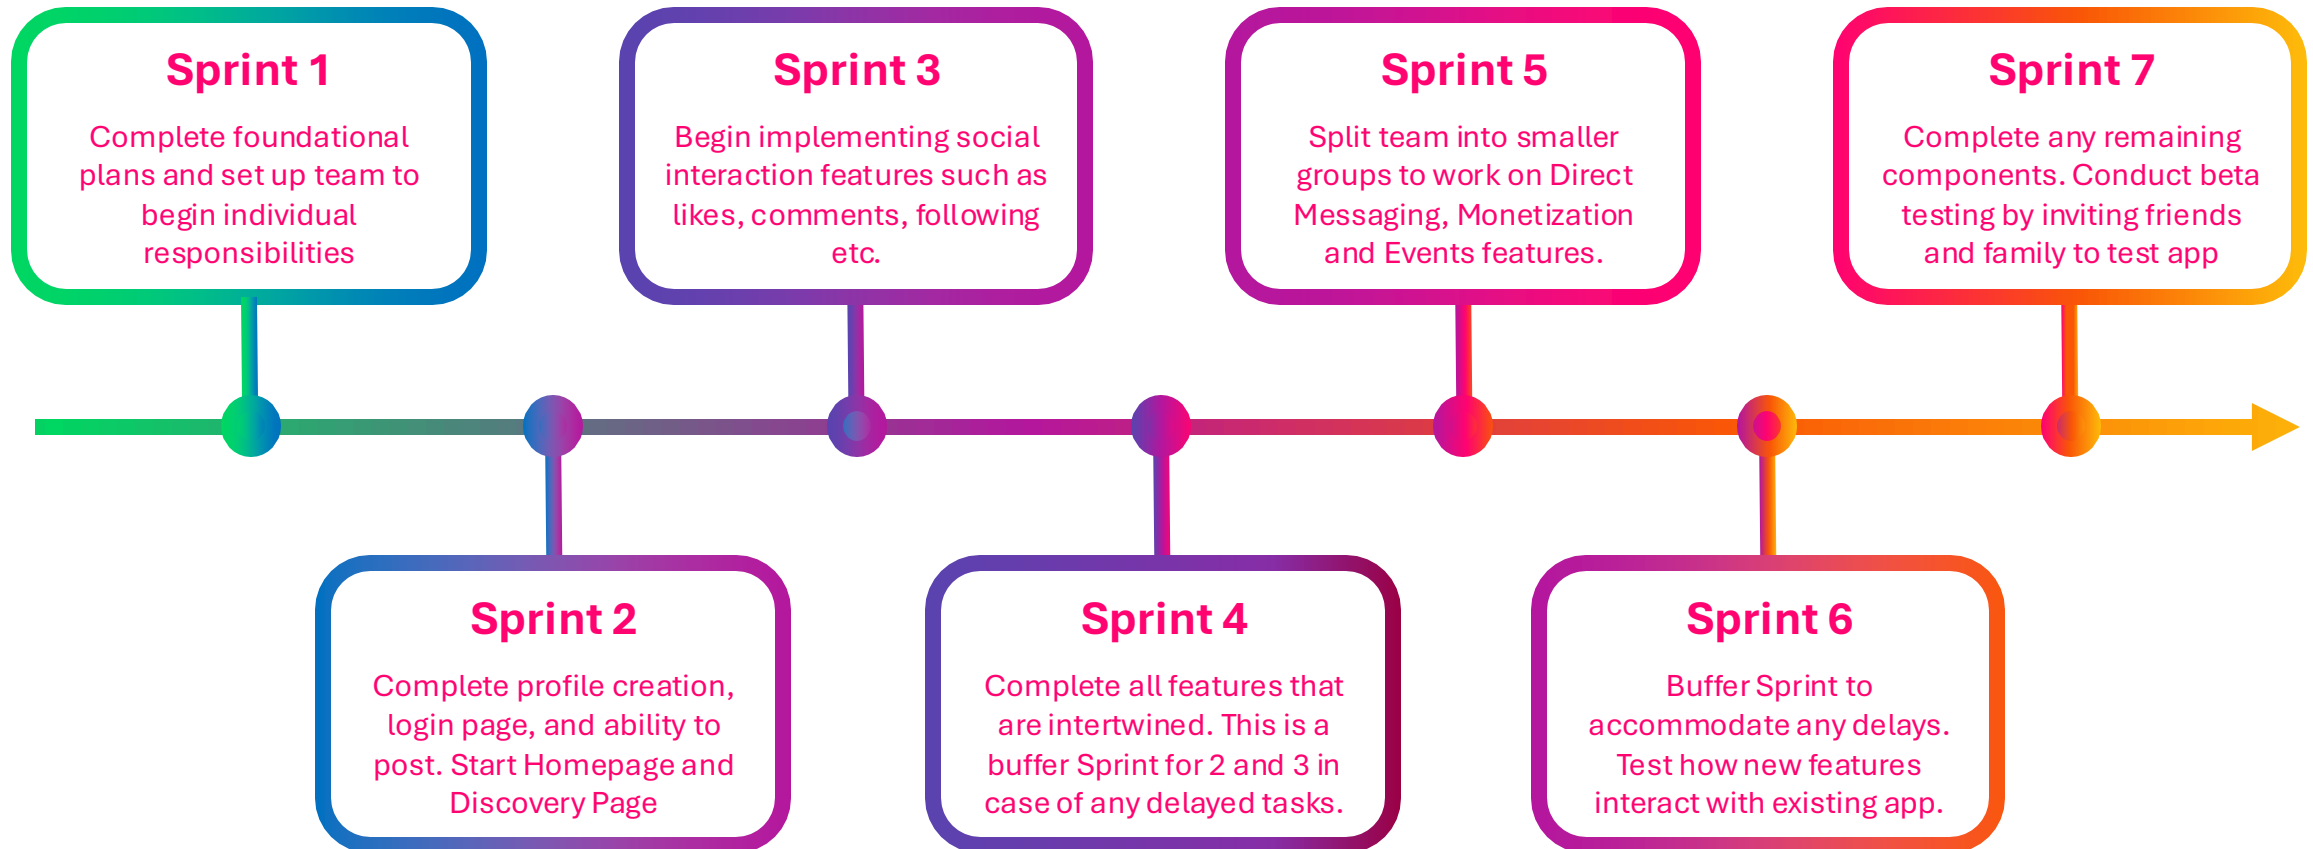 Sprint 1
Complete foundational
plans and set up team to
begin individual
responsibilities
Sprint 2
Complete profile creation,
login page, and ability to
post. Start Homepage and
Discovery Page
Sprint 3
Begin implementing social
interaction features such as
likes, comments, following
etc.
Sprint 4
Complete all features that
are intertwined. This is a
buffer Sprint for 2 and 3 in
case of any delayed tasks.
Sprint 5
Split team into smaller
groups to work on Direct
Messaging, Monetization
and Events features.
Sprint 6
Buffer Sprint to
accommodate any delays.
Test how new features
interact with existing app.
Sprint 7
Complete any remaining
components. Conduct beta
testing by inviting friends
and family to test app